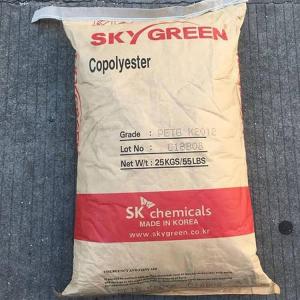 SKYGREEN
Copolyester
Grade : PETG K2012
Lot No :
Net W/t : 25KGS/55LBS
SK chemicals
MADE IN KOREA
www.skygreen.co.kr